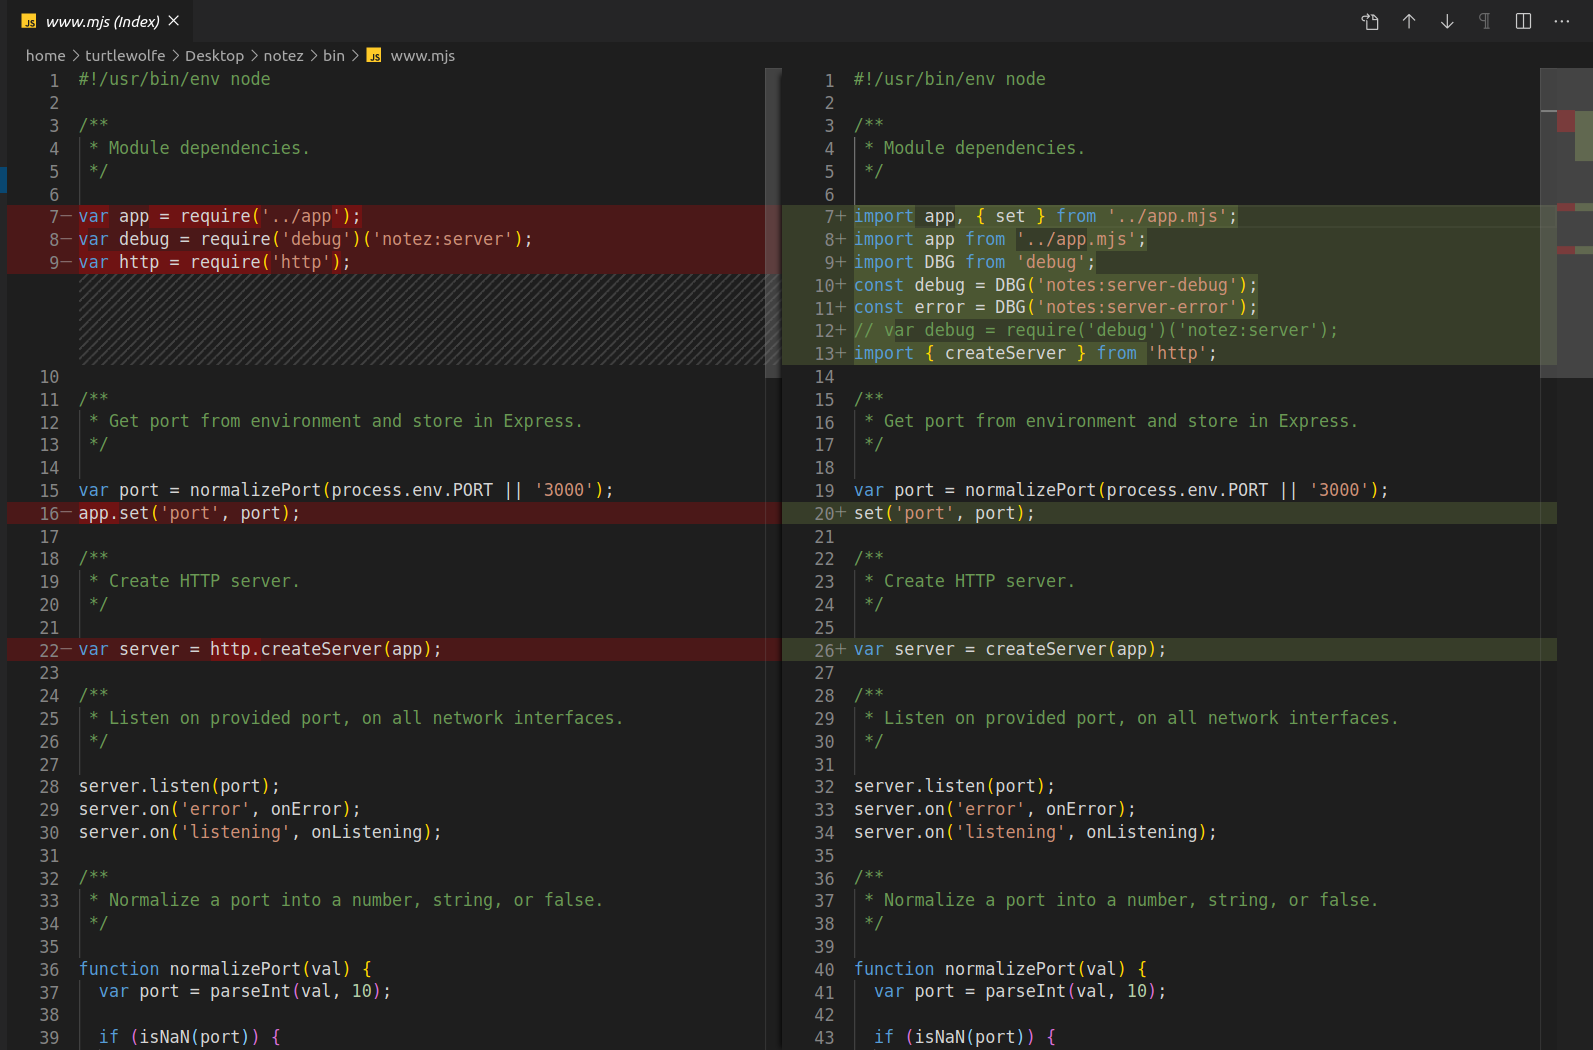 JS www.mjs (Index) ×
home > turtlewolfe > Desktop > notez > bin > JS www.mjs
1 #!/usr/bin/env node
2
3 /**
4 * Module dependencies.
5 */
6
7− var app = require('../app');
8− var debug = require('debug')('notez:server');
9− var http = require('http');
10
11 /**
12 * Get port from environment and store in Express.
13 */
14
15 var port = normalizePort(process.env.PORT || '3000');
16− app.set('port', port);
17
18 /**
19 * Create HTTP server.
20 */
21
22− var server = http.createServer(app);
23
24 /**
25 * Listen on provided port, on all network interfaces.
26 */
27
28 server.listen(port);
29 server.on('error', onError);
30 server.on('listening', onListening);
31
32 /**
33 * Normalize a port into a number, string, or false.
34 */
35
36 function normalizePort(val) {
37 var port = parseInt(val, 10);
38
39 if (isNaN(port)) {
1 #!/usr/bin/env node
2
3 /**
4 * Module dependencies.
5 */
6
7+ import app, { set } from '../app.mjs';
8+ import app from '../app.mjs';
9+ import DBG from 'debug';
10+ const debug = DBG('notes:server-debug');
11+ const error = DBG('notes:server-error');
12+ // var debug = require('debug')('notez:server');
13+ import { createServer } from 'http';
14
15 /**
16 * Get port from environment and store in Express.
17 */
18
19 var port = normalizePort(process.env.PORT || '3000');
20+ set('port', port);
21
22 /**
23 * Create HTTP server.
24 */
25
26+ var server = createServer(app);
27
28 /**
29 * Listen on provided port, on all network interfaces.
30 */
31
32 server.listen(port);
33 server.on('error', onError);
34 server.on('listening', onListening);
35
36 /**
37 * Normalize a port into a number, string, or false.
38 */
39
40 function normalizePort(val) {
41 var port = parseInt(val, 10);
42
43 if (isNaN(port)) {